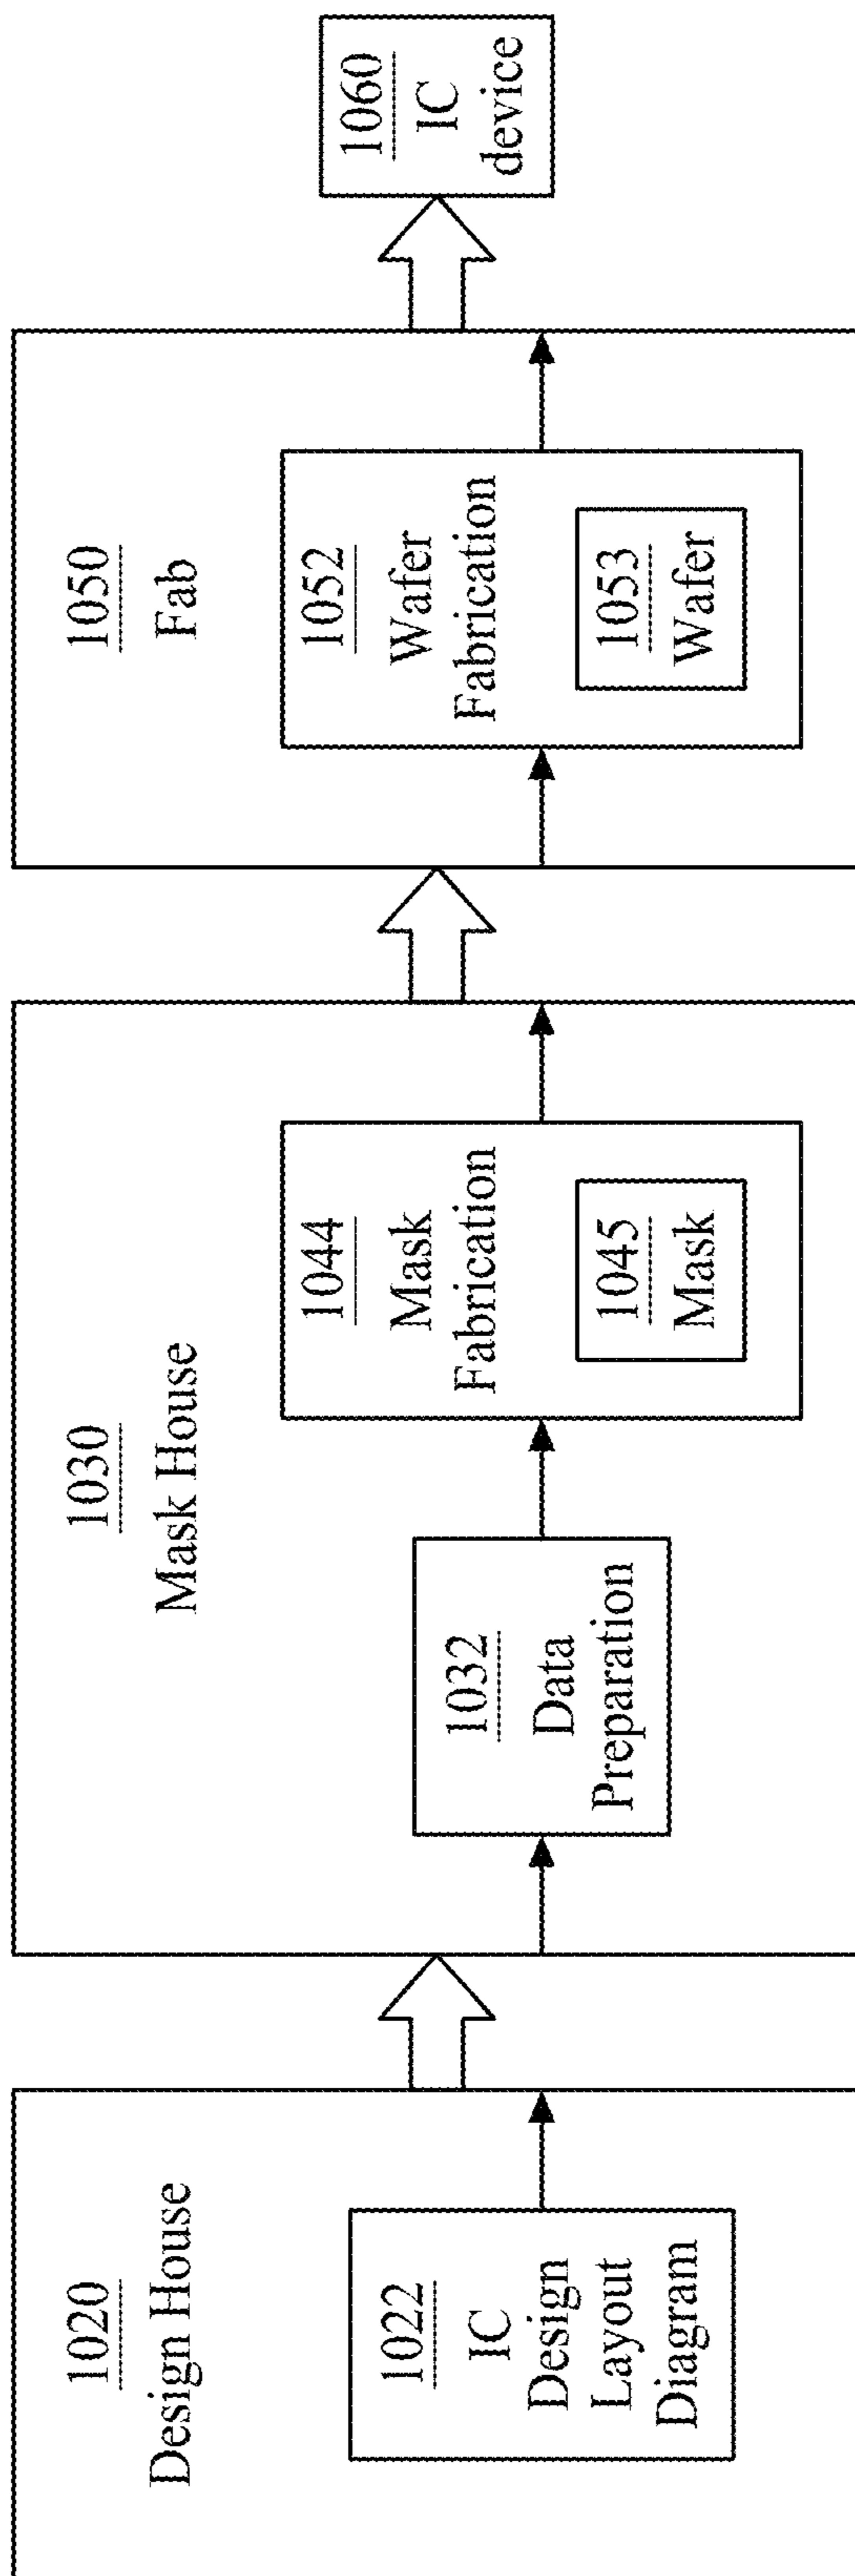 1020
Design House
1022
IC
Design
Layout
Diagram
1030
Mask House
1032
Data
Preparation
1044
Mask
Fabrication
1045
Mask
1050
Fab
1052
Wafer
Fabrication
1053
Wafer
1060
IC
device